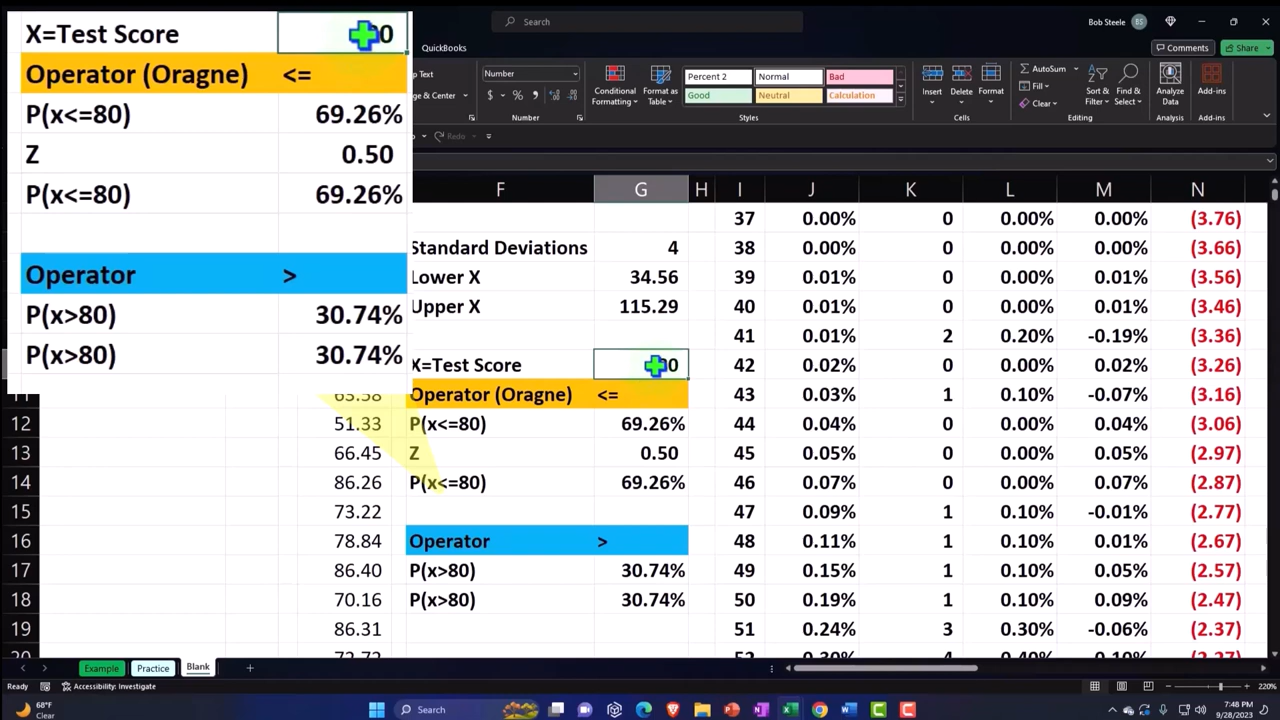 X=Test Score 0
Operator (Oragne) <=
P(x<=80) 69.26%
Z 0.50
P(x<=80) 69.26%
Operator >
P(x>80) 30.74%
P(x>80) 30.74%
Search
Bob Steele BS
QuickBooks
Comments
Share
Number
Percent 2 Normal Bad
Good Neutral Calculation
Conditional Formatting
Format as Table
Insert Delete Format
AutoSum
Fill
Clear
Sort & Filter
Find & Select
Analyze Data
Add-ins
Number Styles Cells Editing Analysis Add-ins
Redo
F G H I J K L M N
37 0.00% 0 0.00% 0.00% (3.76)
Standard Deviations 4 38 0.00% 0 0.00% 0.00% (3.66)
Lower X 34.56 39 0.01% 0 0.00% 0.01% (3.56)
Upper X 115.29 40 0.01% 0 0.00% 0.01% (3.46)
41 0.01% 2 0.20% -0.19% (3.36)
X=Test Score 0 42 0.02% 0 0.00% 0.02% (3.26)
Operator (Oragne) <= 43 0.03% 1 0.10% -0.07% (3.16)
12 51.33 P(x<=80) 69.26% 44 0.04% 0 0.00% 0.04% (3.06)
13 66.45 Z 0.50 45 0.05% 0 0.00% 0.05% (2.97)
14 86.26 P(x<=80) 69.26% 46 0.07% 0 0.00% 0.07% (2.87)
15 73.22 47 0.09% 1 0.10% -0.01% (2.77)
16 78.84 Operator > 48 0.11% 1 0.10% 0.01% (2.67)
17 86.40 P(x>80) 30.74% 49 0.15% 1 0.10% 0.05% (2.57)
18 70.16 P(x>80) 30.74% 50 0.19% 1 0.10% 0.09% (2.47)
19 86.31 51 0.24% 3 0.30% -0.06% (2.37)
Example Practice Blank
Ready Accessibility: Investigate 220%
68°F
Clear
Search
7:48 PM
9/28/2023